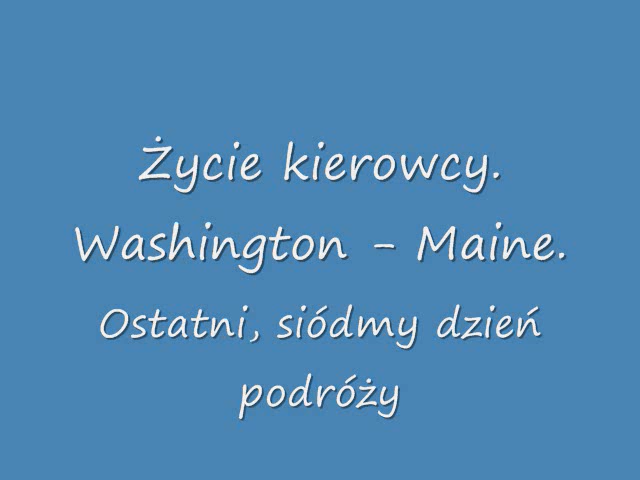 Życie kierowcy.
Washington - Maine.
Ostatni, siódmy dzień
podróży